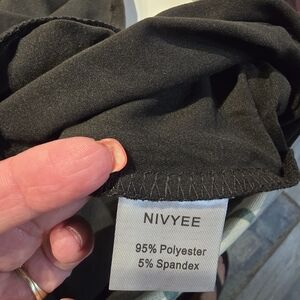 NIVYEE
95% Polyester
5% Spandex